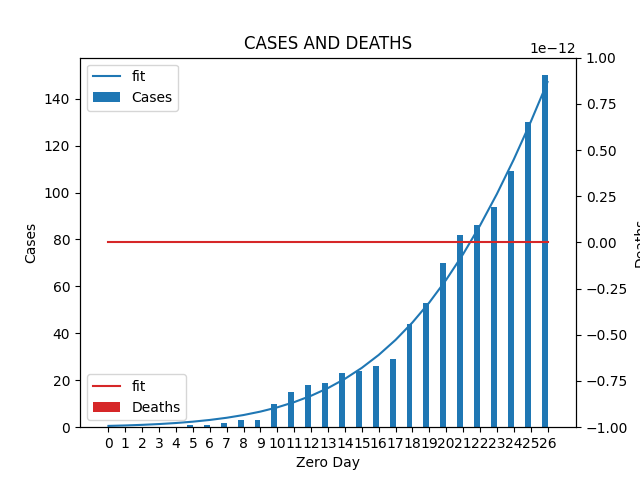 CASES AND DEATHS
1e−12
fit
Cases
140
120
100
80
60
40
20
0
Cases
1.00
0.75
0.50
0.25
0.00
−0.25
−0.50
−0.75
−1.00
Deaths
fit
Deaths
0 1 2 3 4 5 6 7 8 9 10 11 12 13 14 15 16 17 18 19 20 21 22 23 24 25 26
Zero Day